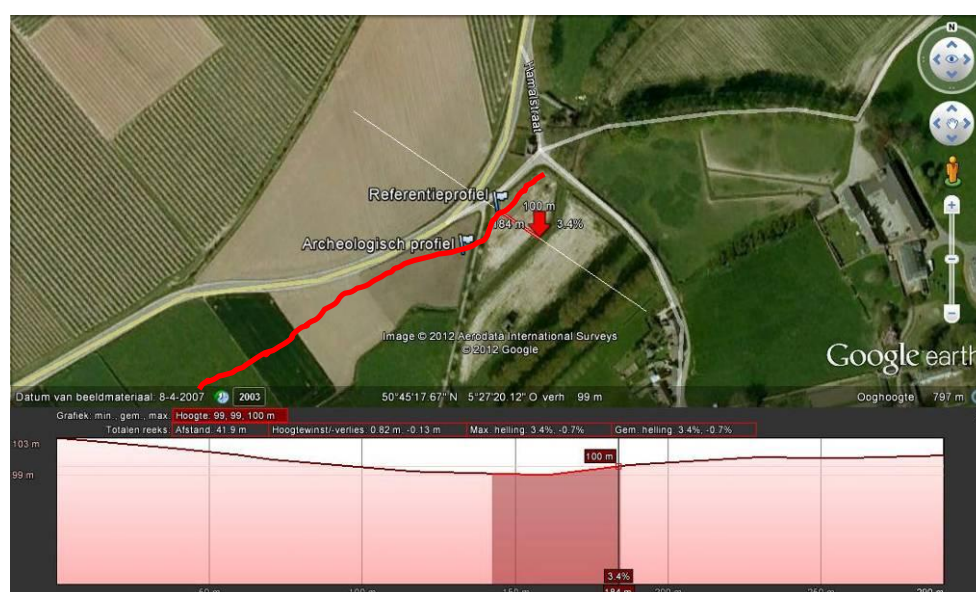 N
Hamalstraat
Referentieprofiel
100 m
184 m 3.4%
Archeologisch profiel
Image © 2012 Aerodata International Surveys
© 2012 Google
Google earth
Datum van beeldmateriaal: 8-4-2007 2003 50°45'17.67" N 5°27'20.12" O verh 99 m Ooghoogte 797 m
Grafiek: min., gem., max. Hoogte: 99, 99, 100 m
Totalen reeks: Afstand: 41.9 m Hoogtewinst/-verlies: 0.82 m, -0.13 m Max. helling: 3.4%, -0.7% Gem. helling: 3.4%, -0.7%
103 m
100 m
99 m
3.4%
50 m 100 m 150 m 184 m 200 m 250 m 290 m